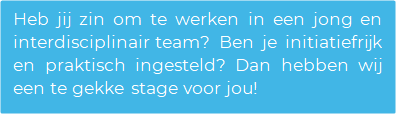 Heb jij zin om te werken in een jong en
interdisciplinair team? Ben je initiatiefrijk
en praktisch ingesteld? Dan hebben wij
een te gekke stage voor jou!